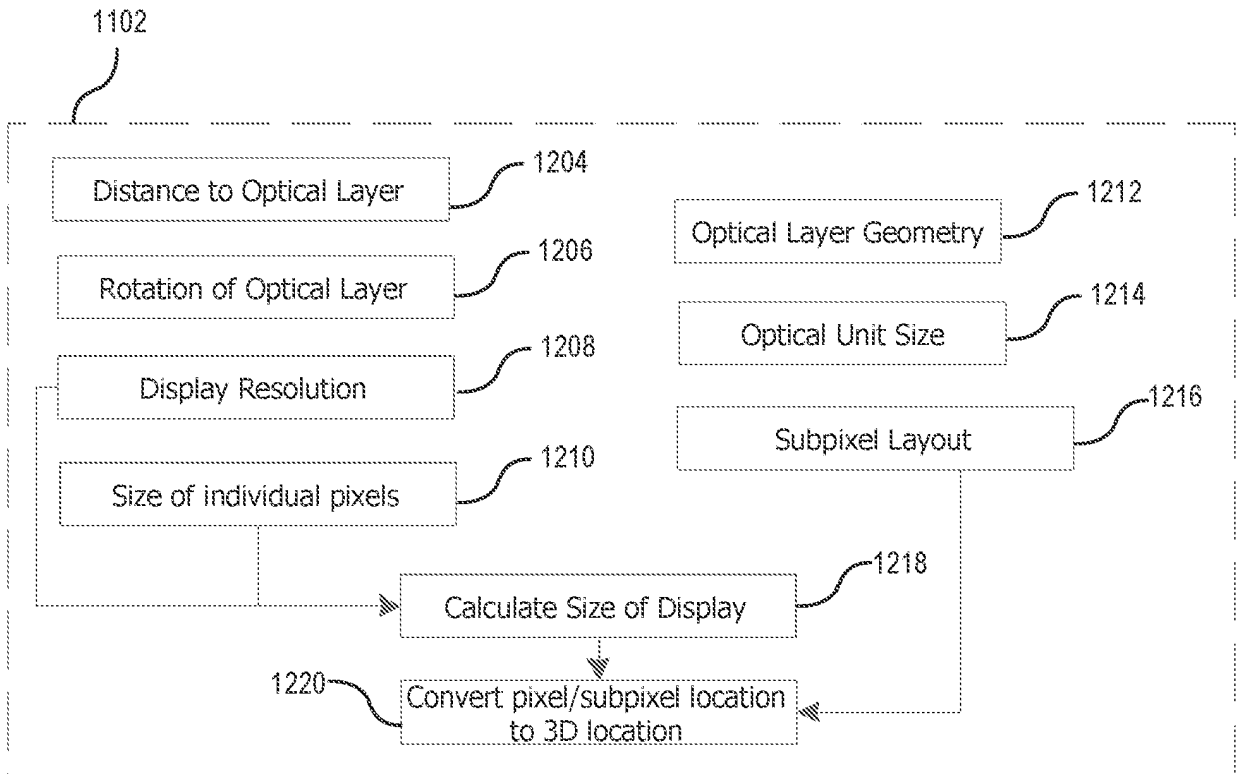 1102
Distance to Optical Layer
1204
Rotation of Optical Layer
1206
Display Resolution
1208
Size of individual pixels
1210
Optical Layer Geometry
1212
Optical Unit Size
1214
Subpixel Layout
1216
Calculate Size of Display
1218
1220
Convert pixel/subpixel location
to 3D location